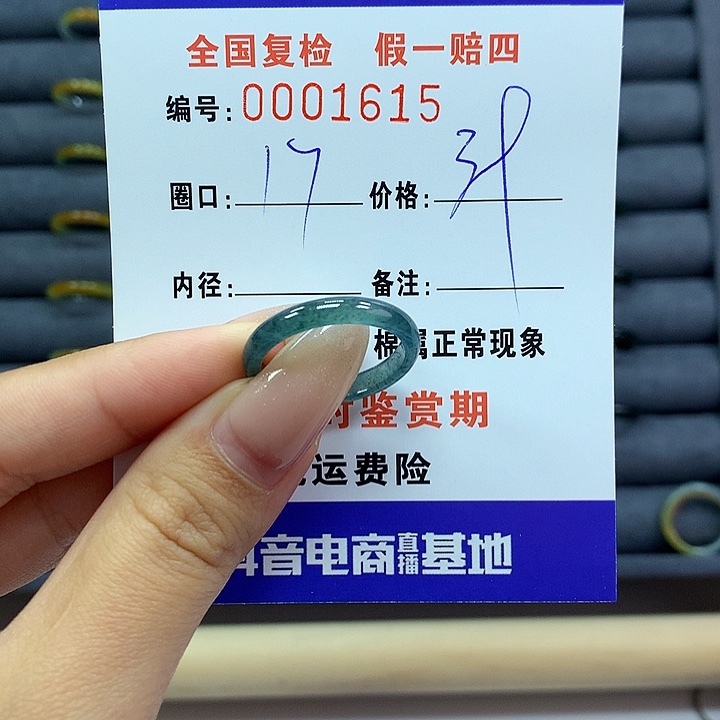 全国复检 假一赔四
编号:0001615
圈口:17 价格:
内径: 备注:
棉属正常现象
时鉴赏期
运费险
抖音电商直播基地